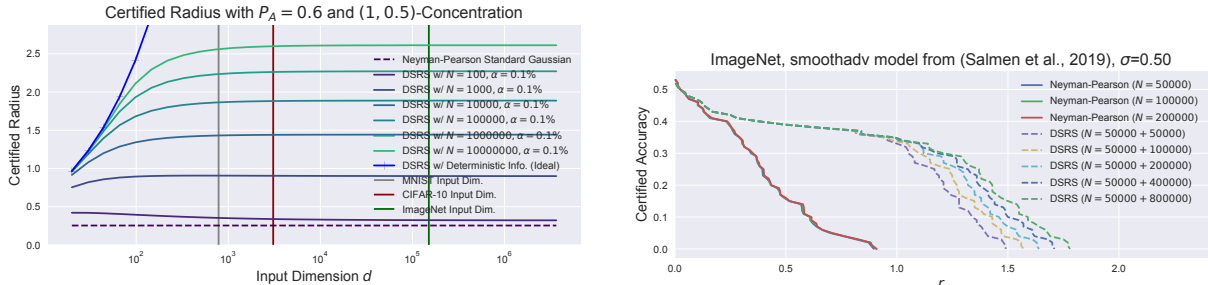 Certified Radius with P_A = 0.6 and (1, 0.5)-Concentration
Certified Radius
2.5
2.0
1.5
1.0
0.5
0.0
Neyman-Pearson Standard Gaussian
DSRS w/ N = 100, α = 0.1%
DSRS w/ N = 1000, α = 0.1%
DSRS w/ N = 10000, α = 0.1%
DSRS w/ N = 100000, α = 0.1%
DSRS w/ N = 1000000, α = 0.1%
DSRS w/ N = 10000000, α = 0.1%
DSRS w/ Deterministic Info. (Ideal)
MNIST Input Dim.
CIFAR-10 Input Dim.
ImageNet Input Dim.
10^2
10^3
10^4
10^5
10^6
Input Dimension d
ImageNet, smoothadv model from (Salmen et al., 2019), σ=0.50
Certified Accuracy
0.5
0.4
0.3
0.2
0.1
0.0
Neyman-Pearson (N = 50000)
Neyman-Pearson (N = 100000)
Neyman-Pearson (N = 200000)
DSRS (N = 50000 + 50000)
DSRS (N = 50000 + 100000)
DSRS (N = 50000 + 200000)
DSRS (N = 50000 + 400000)
DSRS (N = 50000 + 800000)
0.0
0.5
1.0
1.5
2.0
r